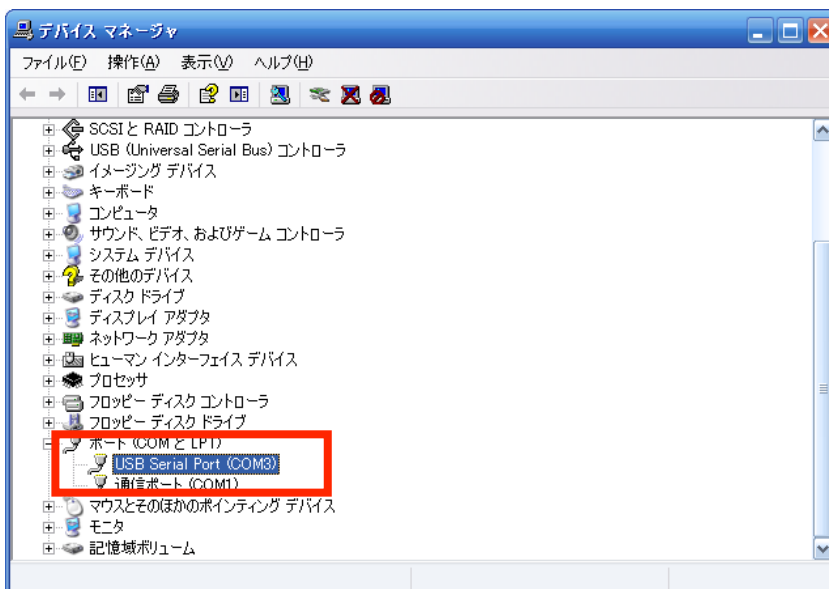 デバイス マネージャ
ファイル(F) 操作(A) 表示(V) ヘルプ(H)
SCSI と RAID コントローラ
USB (Universal Serial Bus) コントローラ
イメージング デバイス
キーボード
コンピュータ
サウンド、ビデオ、およびゲーム コントローラ
システム デバイス
その他のデバイス
ディスク ドライブ
ディスプレイ アダプタ
ネットワーク アダプタ
ヒューマン インターフェイス デバイス
プロセッサ
フロッピー ディスク コントローラ
フロッピー ディスク ドライブ
ポート (COM と LPT)
USB Serial Port (COM3)
通信ポート (COM1)
マウスとそのほかのポインティング デバイス
モニタ
記憶域ボリューム